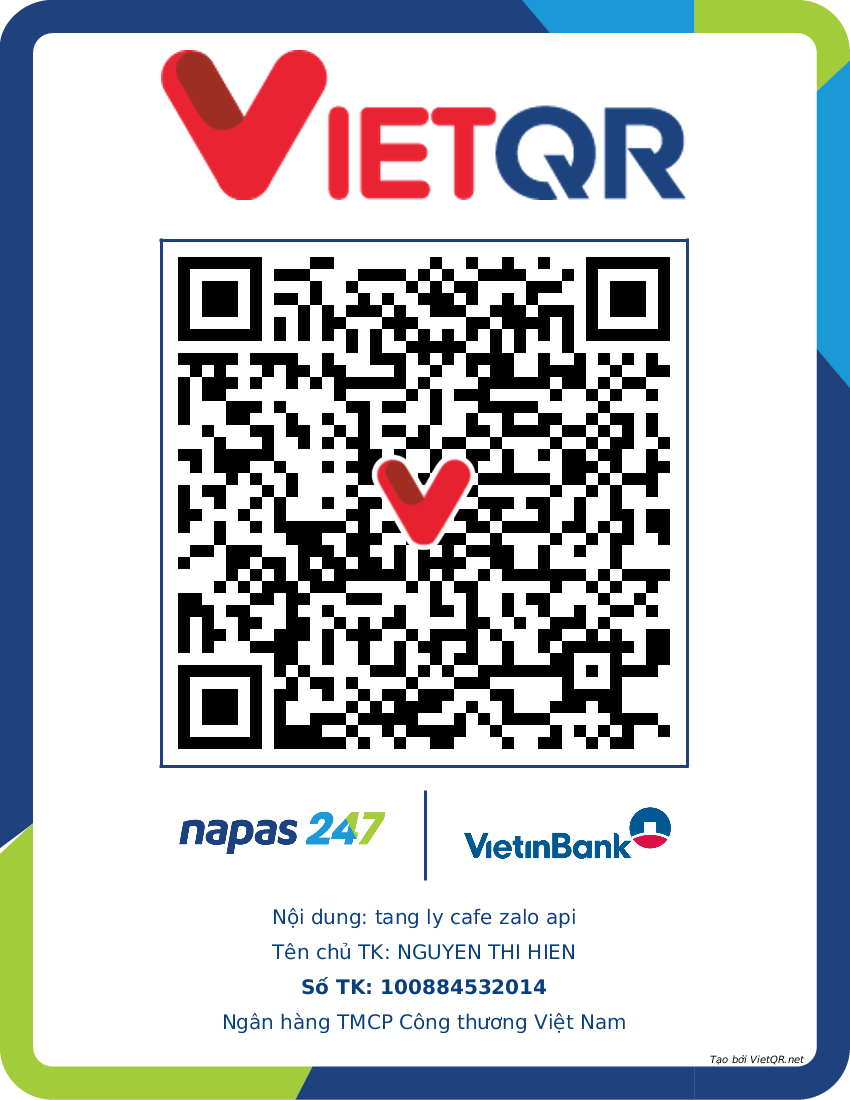 VIETQR
napas 247
VietinBank
Nội dung: tang ly cafe zalo api
Tên chủ TK: NGUYEN THI HIEN
Số TK: 100884532014
Ngân hàng TMCP Công thương Việt Nam
Tạo bởi VietQR.net